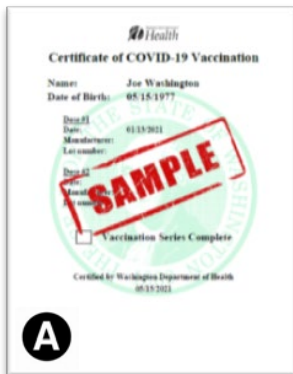 Health
Certificate of COVID-19 Vaccination
Name: Joe Washington
Date of Birth: 05/15/1977
Dose #1
Date: 01/13/2021
Manufacturer:
Lot number:
Dose #2
Date:
SAMPLE
Vaccination Series Complete
Certified by Washington Department of Health
05/15/2021
A